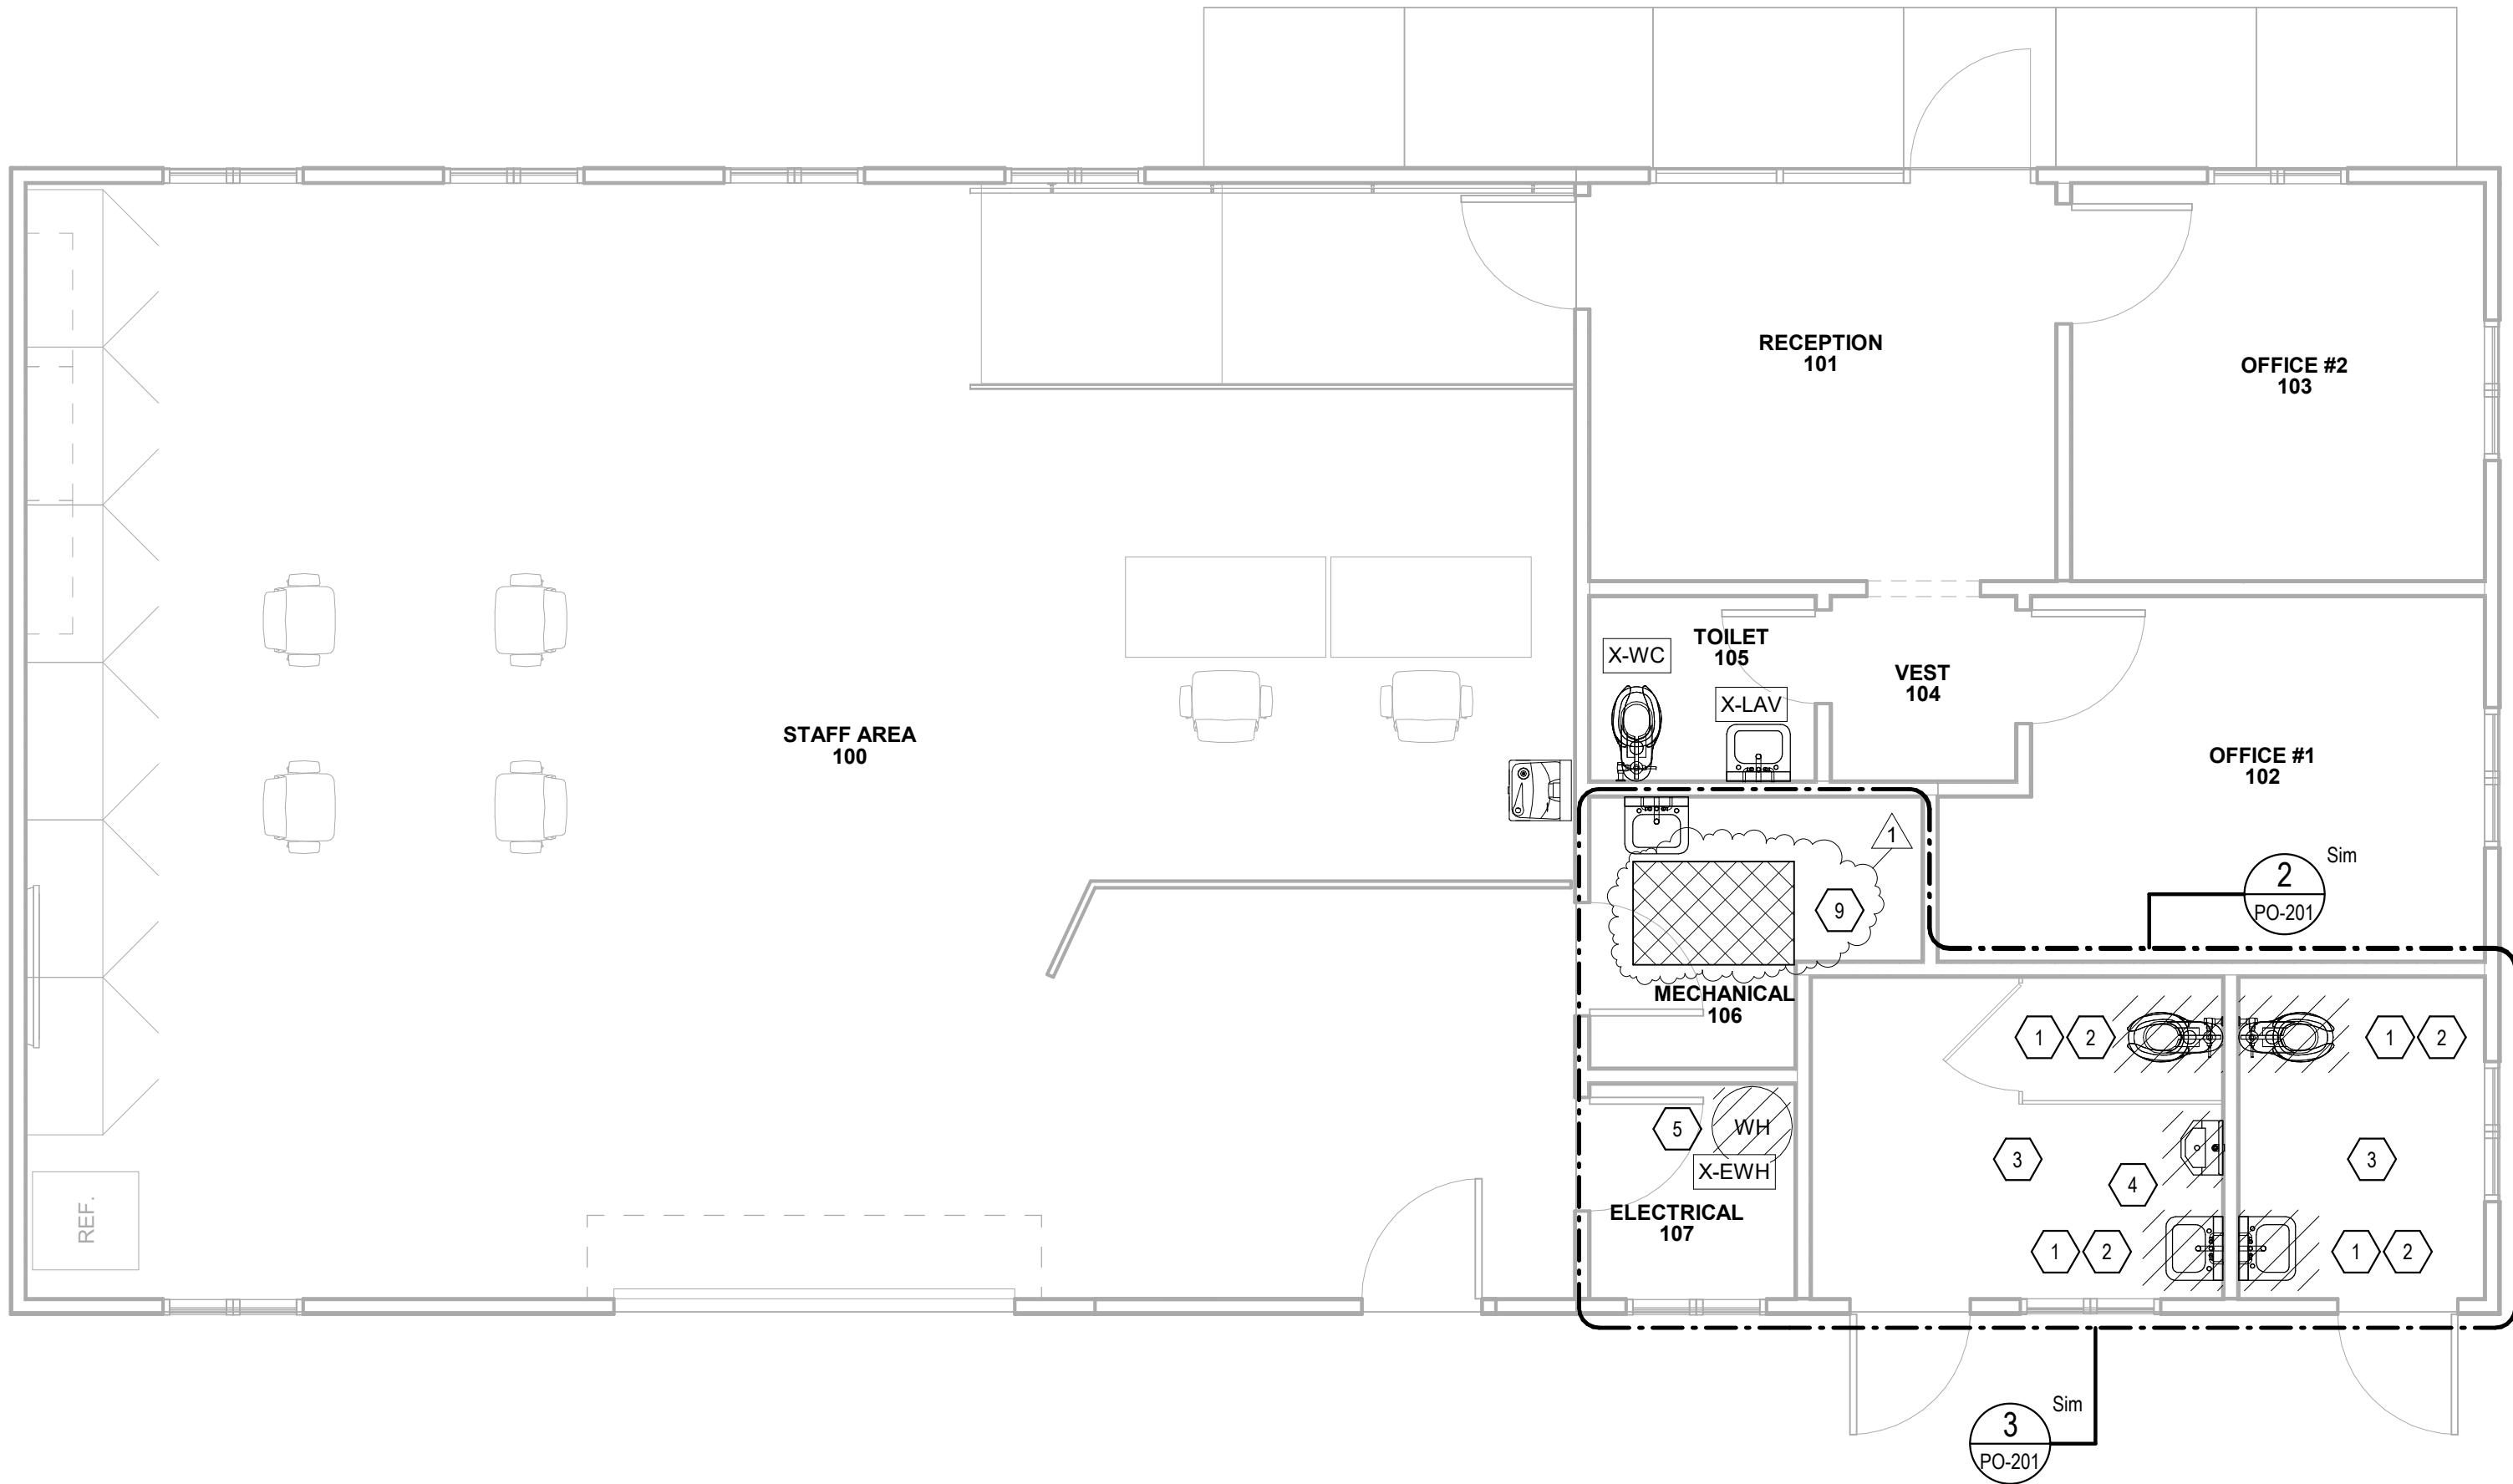 RECEPTION
101
OFFICE #2
103
TOILET
105
X-WC
X-LAV
VEST
104
STAFF AREA
100
OFFICE #1
102
1
2
PO-201
Sim
9
MECHANICAL
106
1 2
1 2
5
WH
X-EWH
3
4
3
REF.
ELECTRICAL
107
1 2
1 2
3
PO-201
Sim